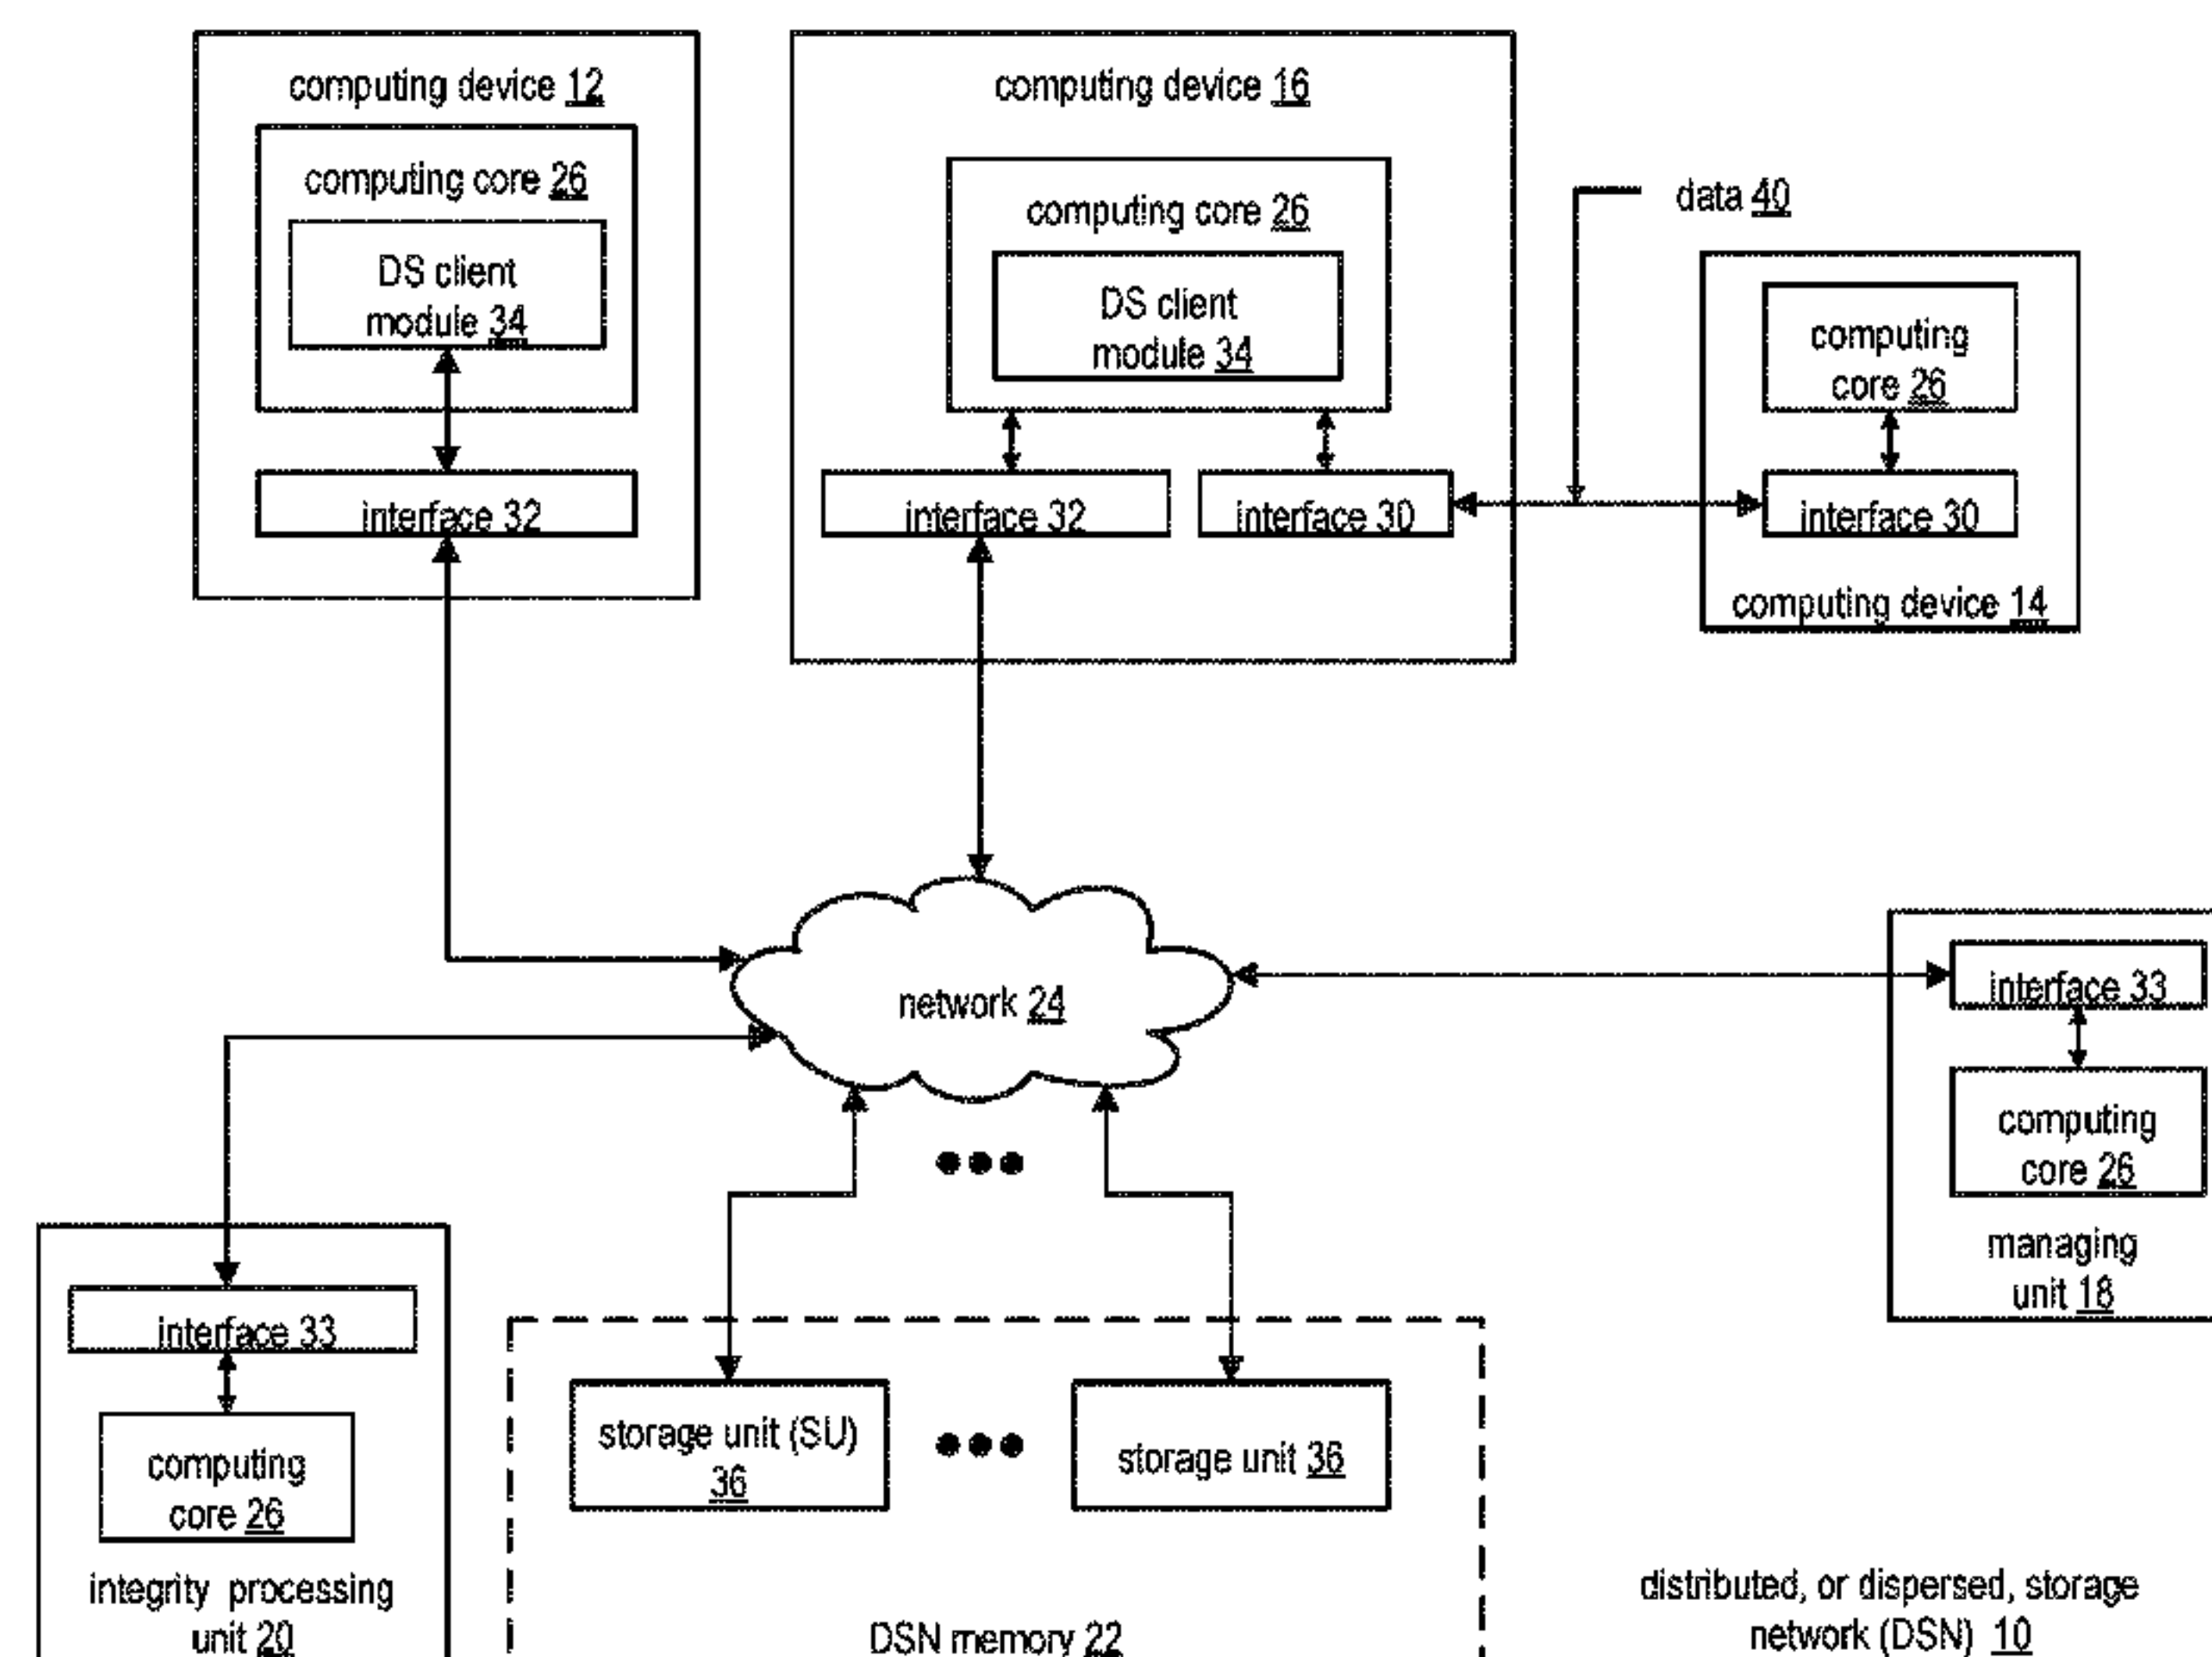 computing device 12
computing core 26
DS client
module 34
interface 32
computing device 16
computing core 26
DS client
module 34
interface 32
interface 30
data 40
computing
core 26
interface 30
computing device 14
network 24
interface 33
computing
core 26
managing
unit 18
interface 33
computing
core 26
integrity processing
unit 20
storage unit (SU)
36
storage unit 36
DSN memory 22
distributed, or dispersed, storage
network (DSN) 10